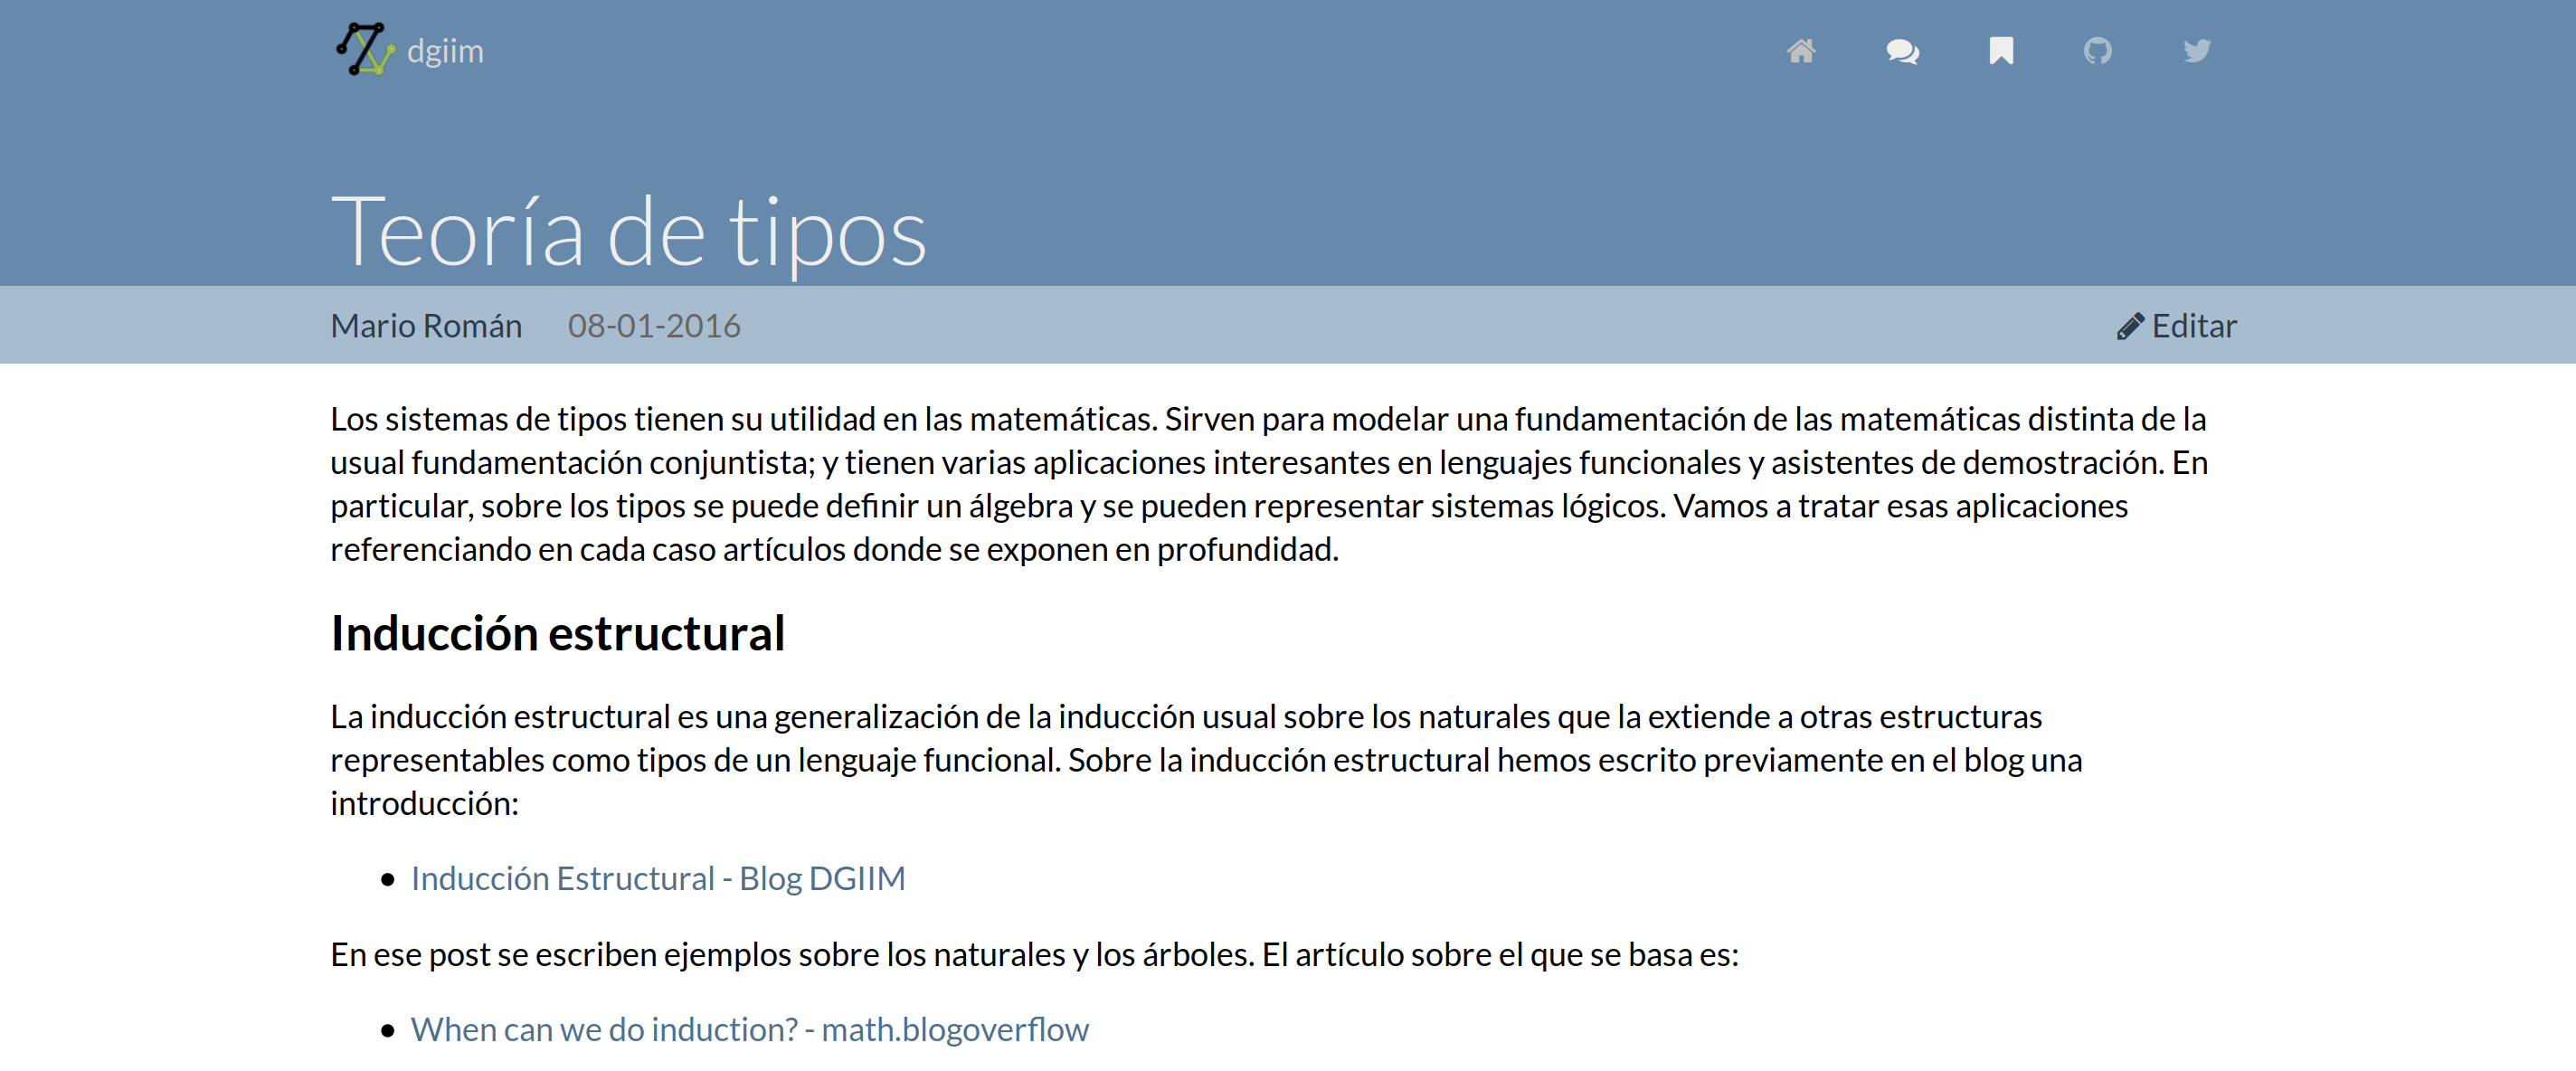 dgiim
Teoría de tipos
Mario Román 08-01-2016 Editar
Los sistemas de tipos tienen su utilidad en las matemáticas. Sirven para modelar una fundamentación de las matemáticas distinta de la
usual fundamentación conjuntista; y tienen varias aplicaciones interesantes en lenguajes funcionales y asistentes de demostración. En
particular, sobre los tipos se puede definir un álgebra y se pueden representar sistemas lógicos. Vamos a tratar esas aplicaciones
referenciando en cada caso artículos donde se exponen en profundidad.
Inducción estructural
La inducción estructural es una generalización de la inducción usual sobre los naturales que la extiende a otras estructuras
representables como tipos de un lenguaje funcional. Sobre la inducción estructural hemos escrito previamente en el blog una
introducción:
• Inducción Estructural - Blog DGIIM
En ese post se escriben ejemplos sobre los naturales y los árboles. El artículo sobre el que se basa es:
• When can we do induction? - math.blogoverflow